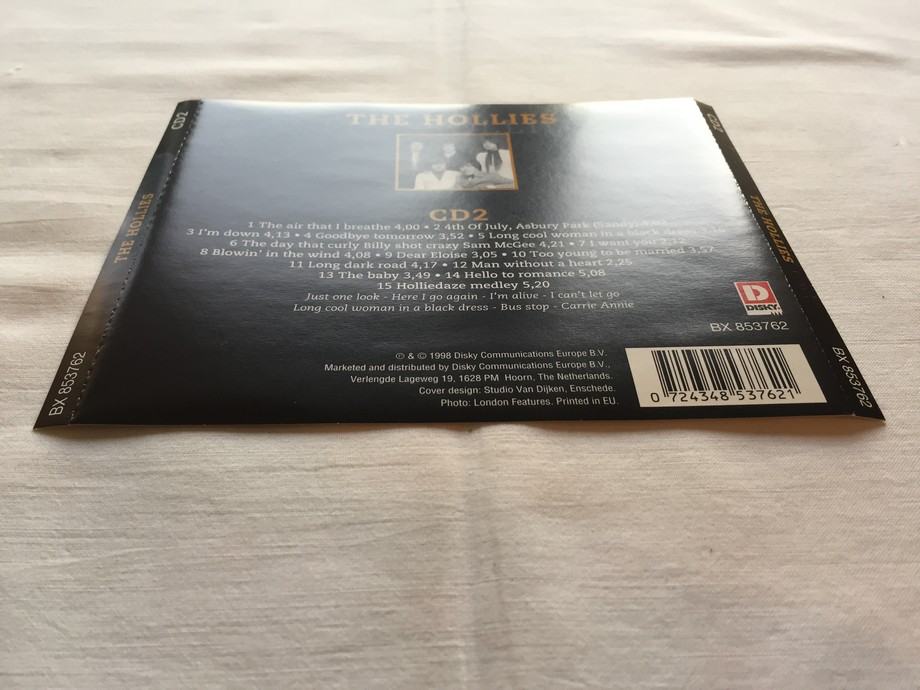 THE HOLLIES
CD2
1 The air that I breathe 4,00 • 2 4th Of July, Asbury Park (Sandy)
3 I'm down 4,13 • 4 Goodbye tomorrow 3,52 • 5 Long cool woman in a black dress
6 The day that curly Billy shot crazy Sam McGee 4,21 • 7 I want you
8 Blowin' in the wind 4,08 • 9 Dear Eloise 3,05 • 10 Too young to be married 3,57
11 Long dark road 4,17 • 12 Man without a heart 2,25
13 The baby 3,49 • 14 Hello to romance 5,08
15 Holliedaze medley 5,20
Just one look - Here I go again - I'm alive - I can't let go
Long cool woman in a black dress - Bus stop - Carrie Annie
D
DISKY
BX 853762
℗ & © 1998 Disky Communications Europe B.V.
Marketed and distributed by Disky Communications Europe B.V.,
Verlengde Lageweg 19, 1628 PM Hoorn, The Netherlands.
Cover design: Studio Van Dijken, Enschede.
Photo: London Features. Printed in EU.
0 724348 537621
CD2
THE HOLLIES
BX 853762
CD2
THE HOLLIES
BX 853762